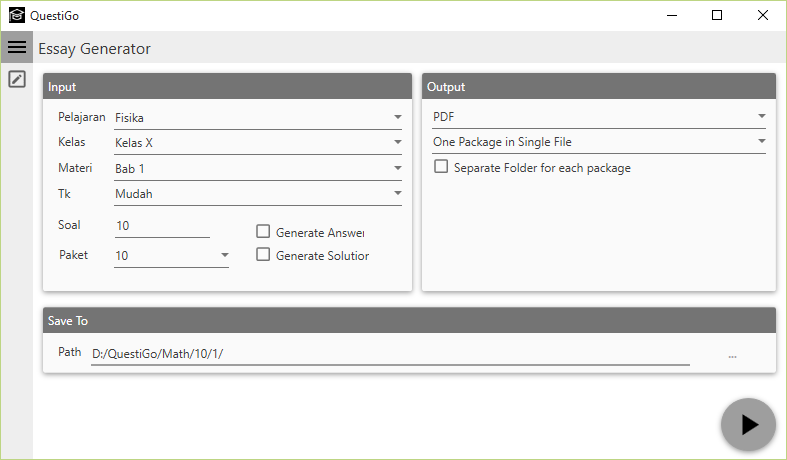 QuestiGo
Essay Generator
Input
Pelajaran Fisika
Kelas Kelas X
Materi Bab 1
Tk Mudah
Soal 10
Generate Answer
Paket 10
Generate Solution
Output
PDF
One Package in Single File
Separate Folder for each package
Save To
Path D:/QuestiGo/Math/10/1/ ...